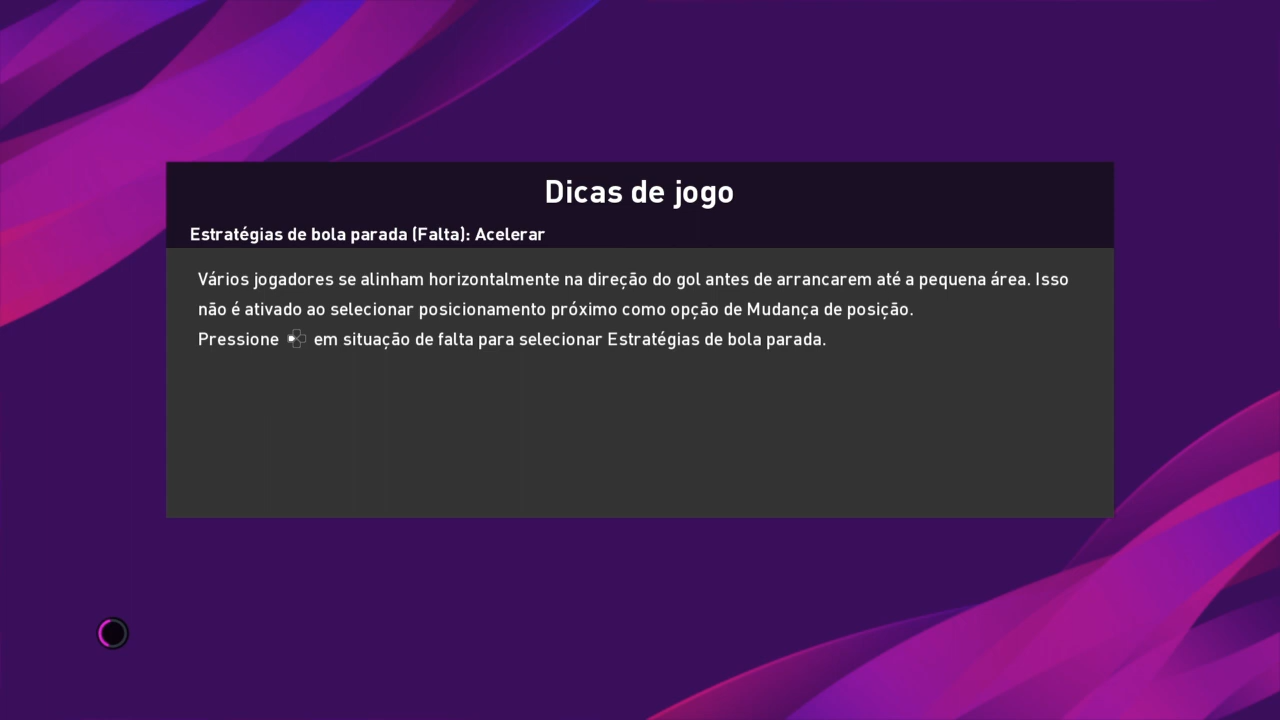 Dicas de jogo
Estratégias de bola parada (Falta): Acelerar
Vários jogadores se alinham horizontalmente na direção do gol antes de arrancarem até a pequena área. Isso
não é ativado ao selecionar posicionamento próximo como opção de Mudança de posição.
Pressione em situação de falta para selecionar Estratégias de bola parada.